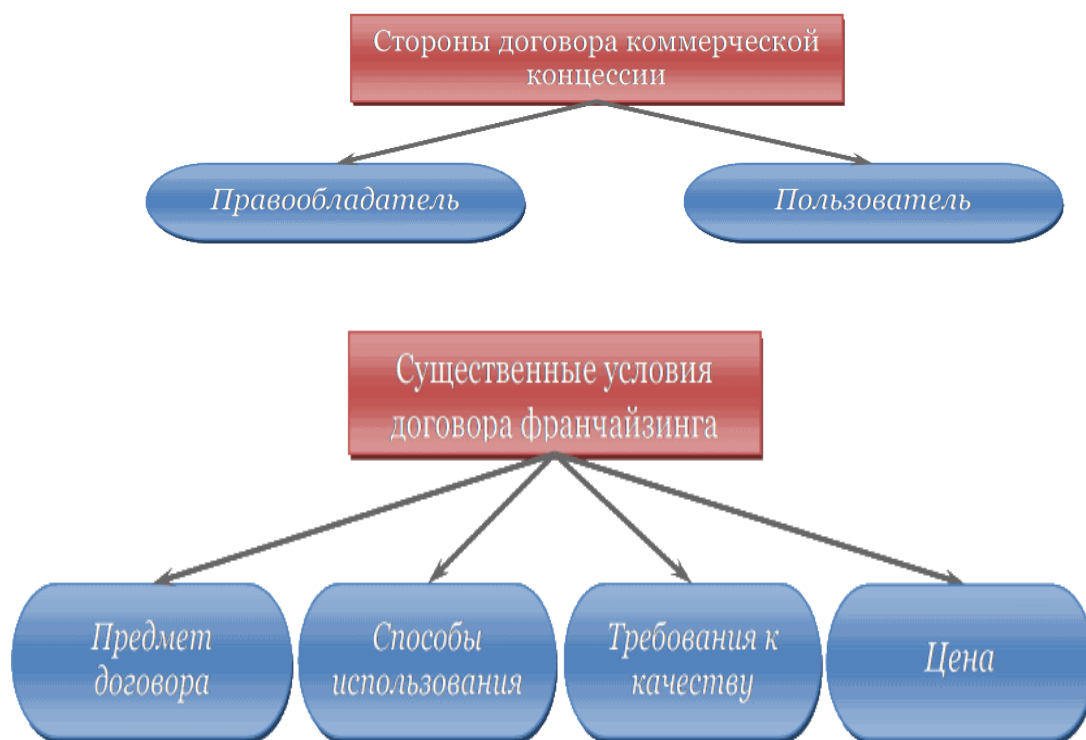 Стороны договора коммерческой
концессии
Правообладатель
Пользователь
Существенные условия
договора франчайзинга
Предмет
договора
Способы
использования
Требования к
качеству
Цена